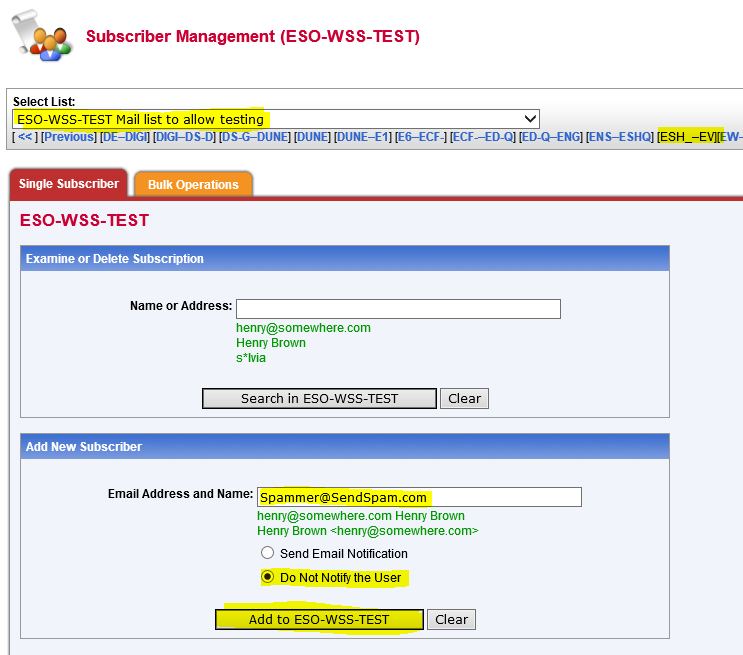 Subscriber Management (ESO-WSS-TEST)
Select List:
ESO-WSS-TEST Mail list to allow testing
[ << ] [Previous] [DE–DIGI] [DIGI–DS-D] [DS-G–DUNE] [DUNE] [DUNE–E1] [E6–ECF-] [ECF-–ED-Q] [ED-Q–ENG] [ENS–ESHQ] [ESH_–EV][EW–
Single Subscriber
Bulk Operations
ESO-WSS-TEST
Examine or Delete Subscription
Name or Address:
henry@somewhere.com
Henry Brown
s*lvia
Search in ESO-WSS-TEST
Clear
Add New Subscriber
Email Address and Name: Spammer@SendSpam.com
henry@somewhere.com Henry Brown
Henry Brown <henry@somewhere.com>
Send Email Notification
Do Not Notify the User
Add to ESO-WSS-TEST
Clear